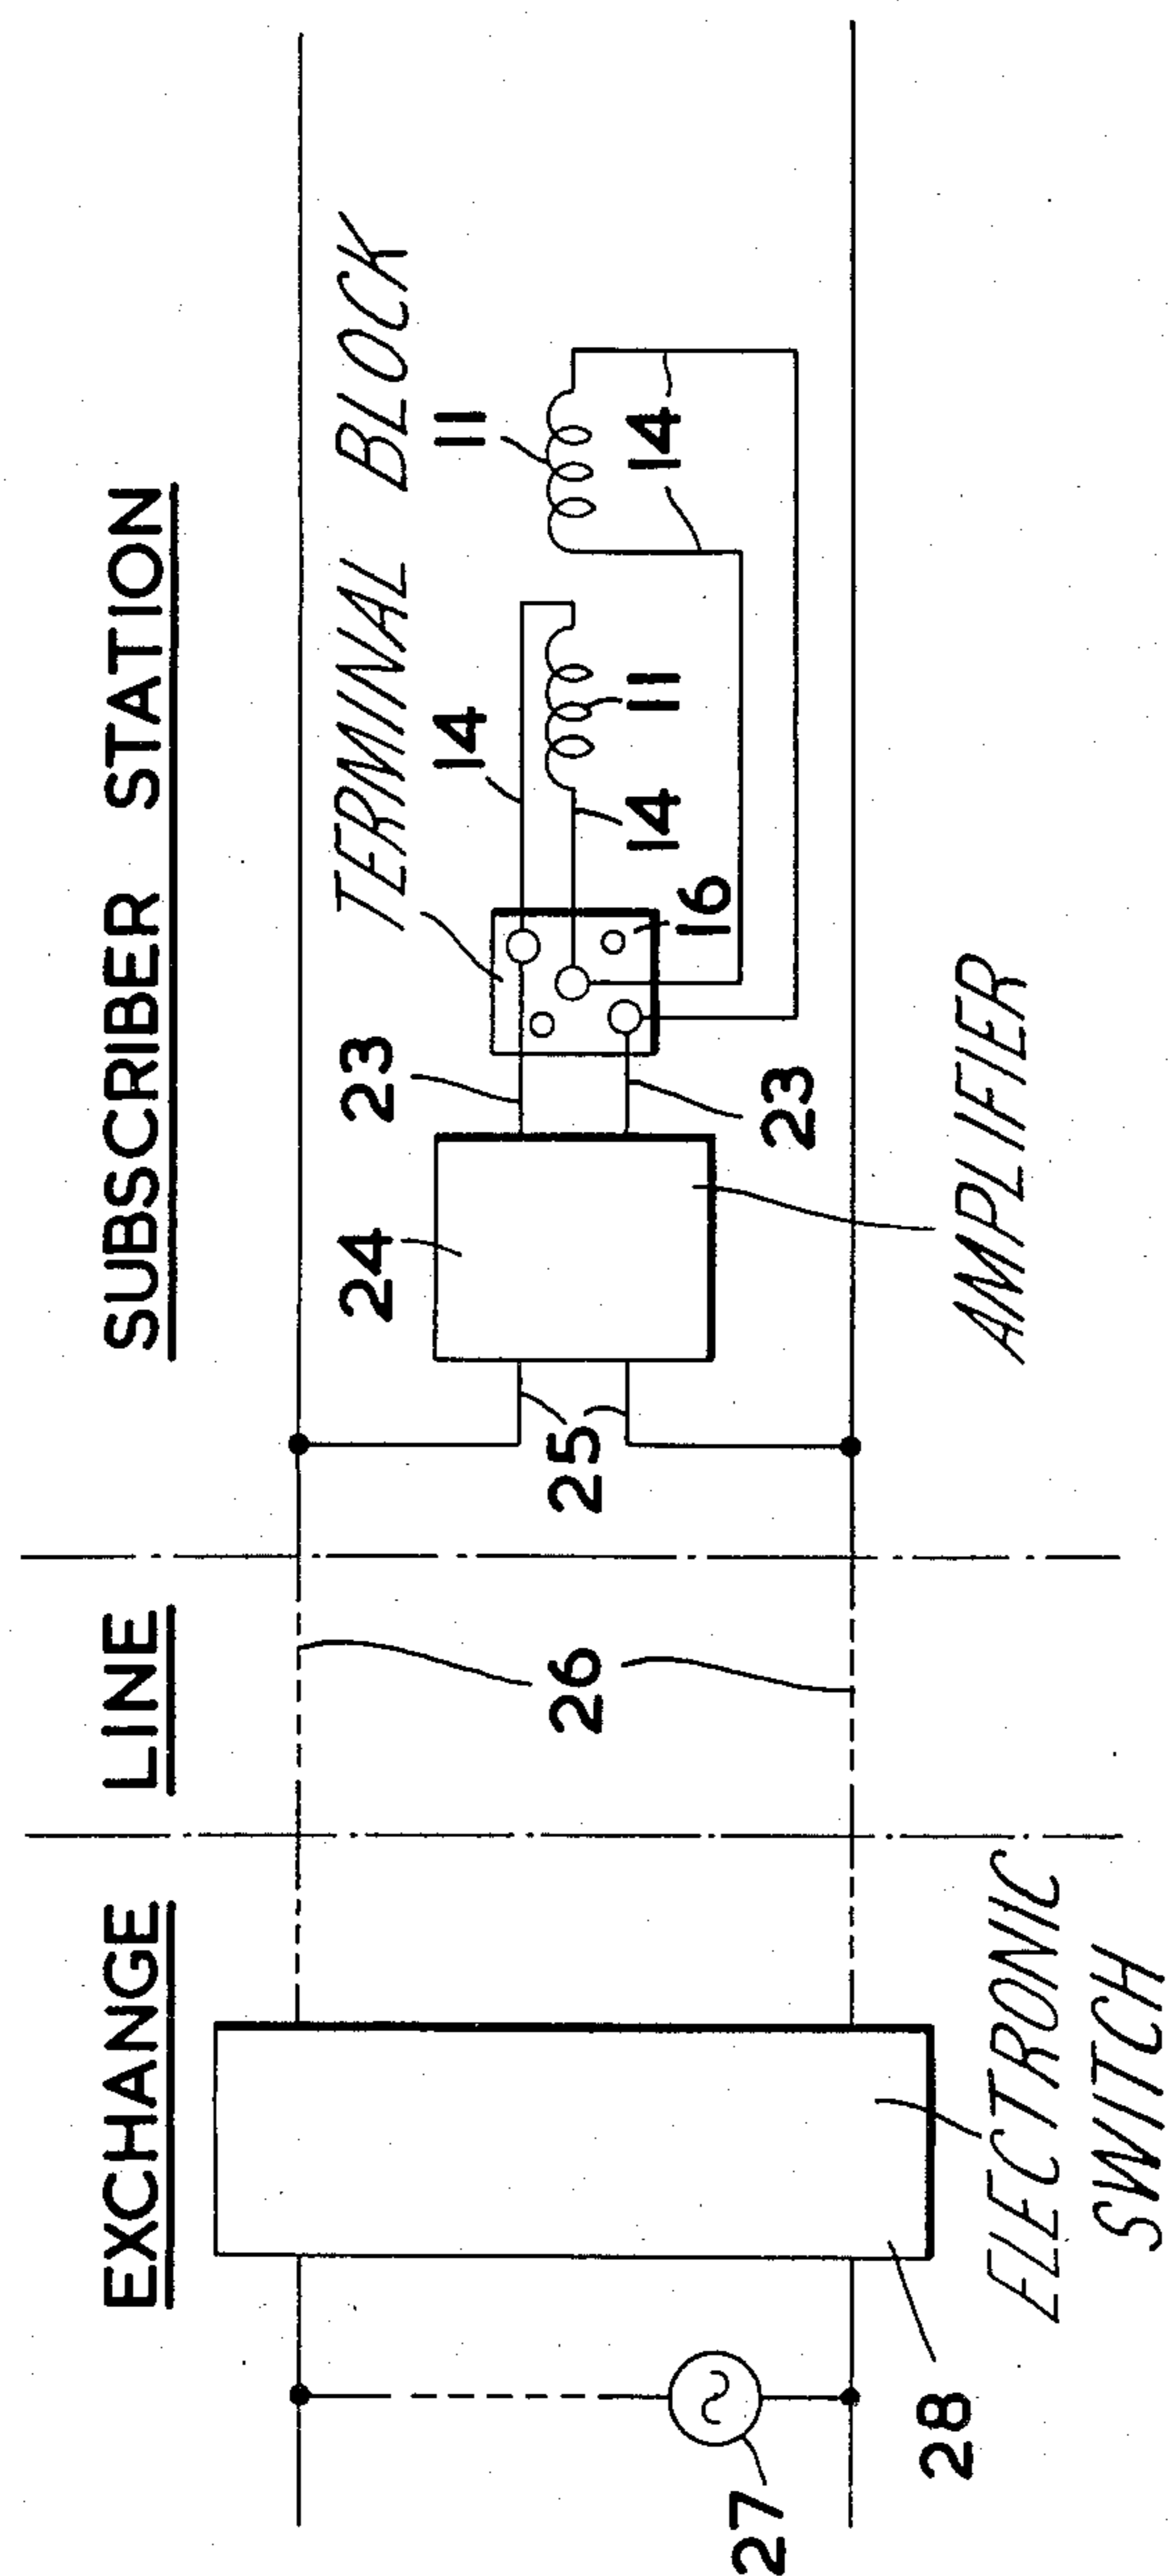 EXCHANGE LINE SUBSCRIBER STATION
TERMINAL BLOCK
24 23 14 11
25 26
14 11 14
16
27 23
28
ELECTRONIC
SWITCH
AMPLIFIER